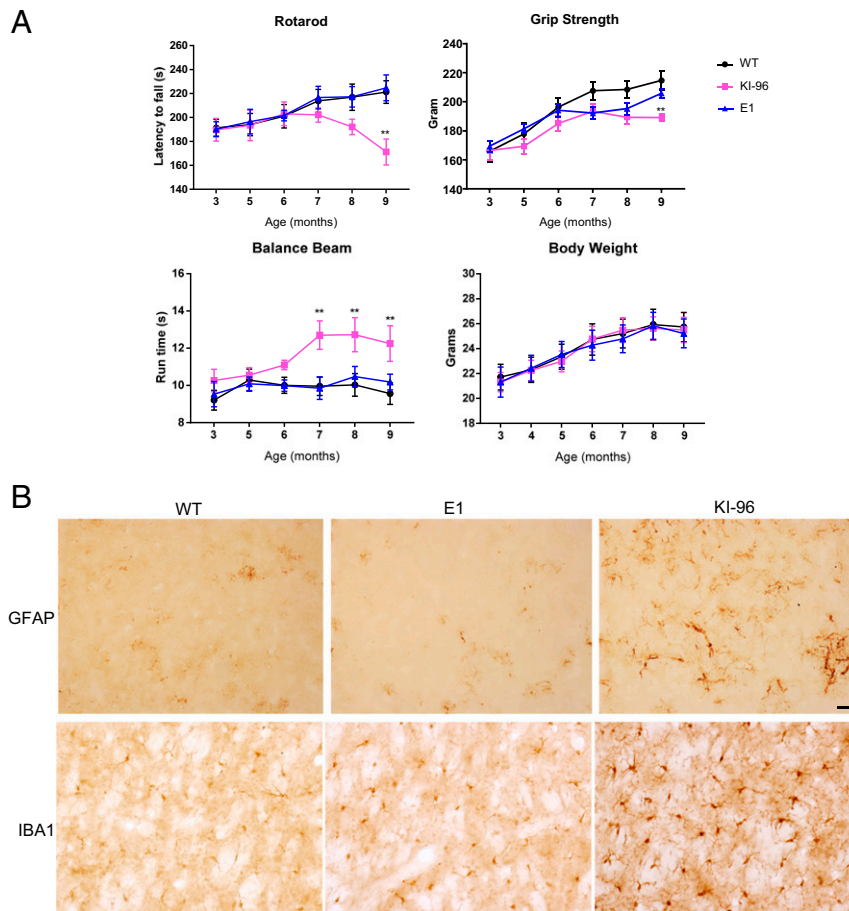 A
Rotarod
Latency to fall (s)
260
240
220
200
180
160
140
**
3 5 6 7 8 9
Age (months)
Grip Strength
Gram
240
220
200
180
160
140
**
3 5 6 7 8 9
Age (months)
WT
KI-96
E1
Balance Beam
Run time (s)
16
14
12
10
8
** ** **
3 5 6 7 8 9
Age (months)
Body Weight
Grams
30
28
26
24
22
20
18
3 4 5 6 7 8 9
Age (months)
B
WT E1 KI-96
GFAP
IBA1